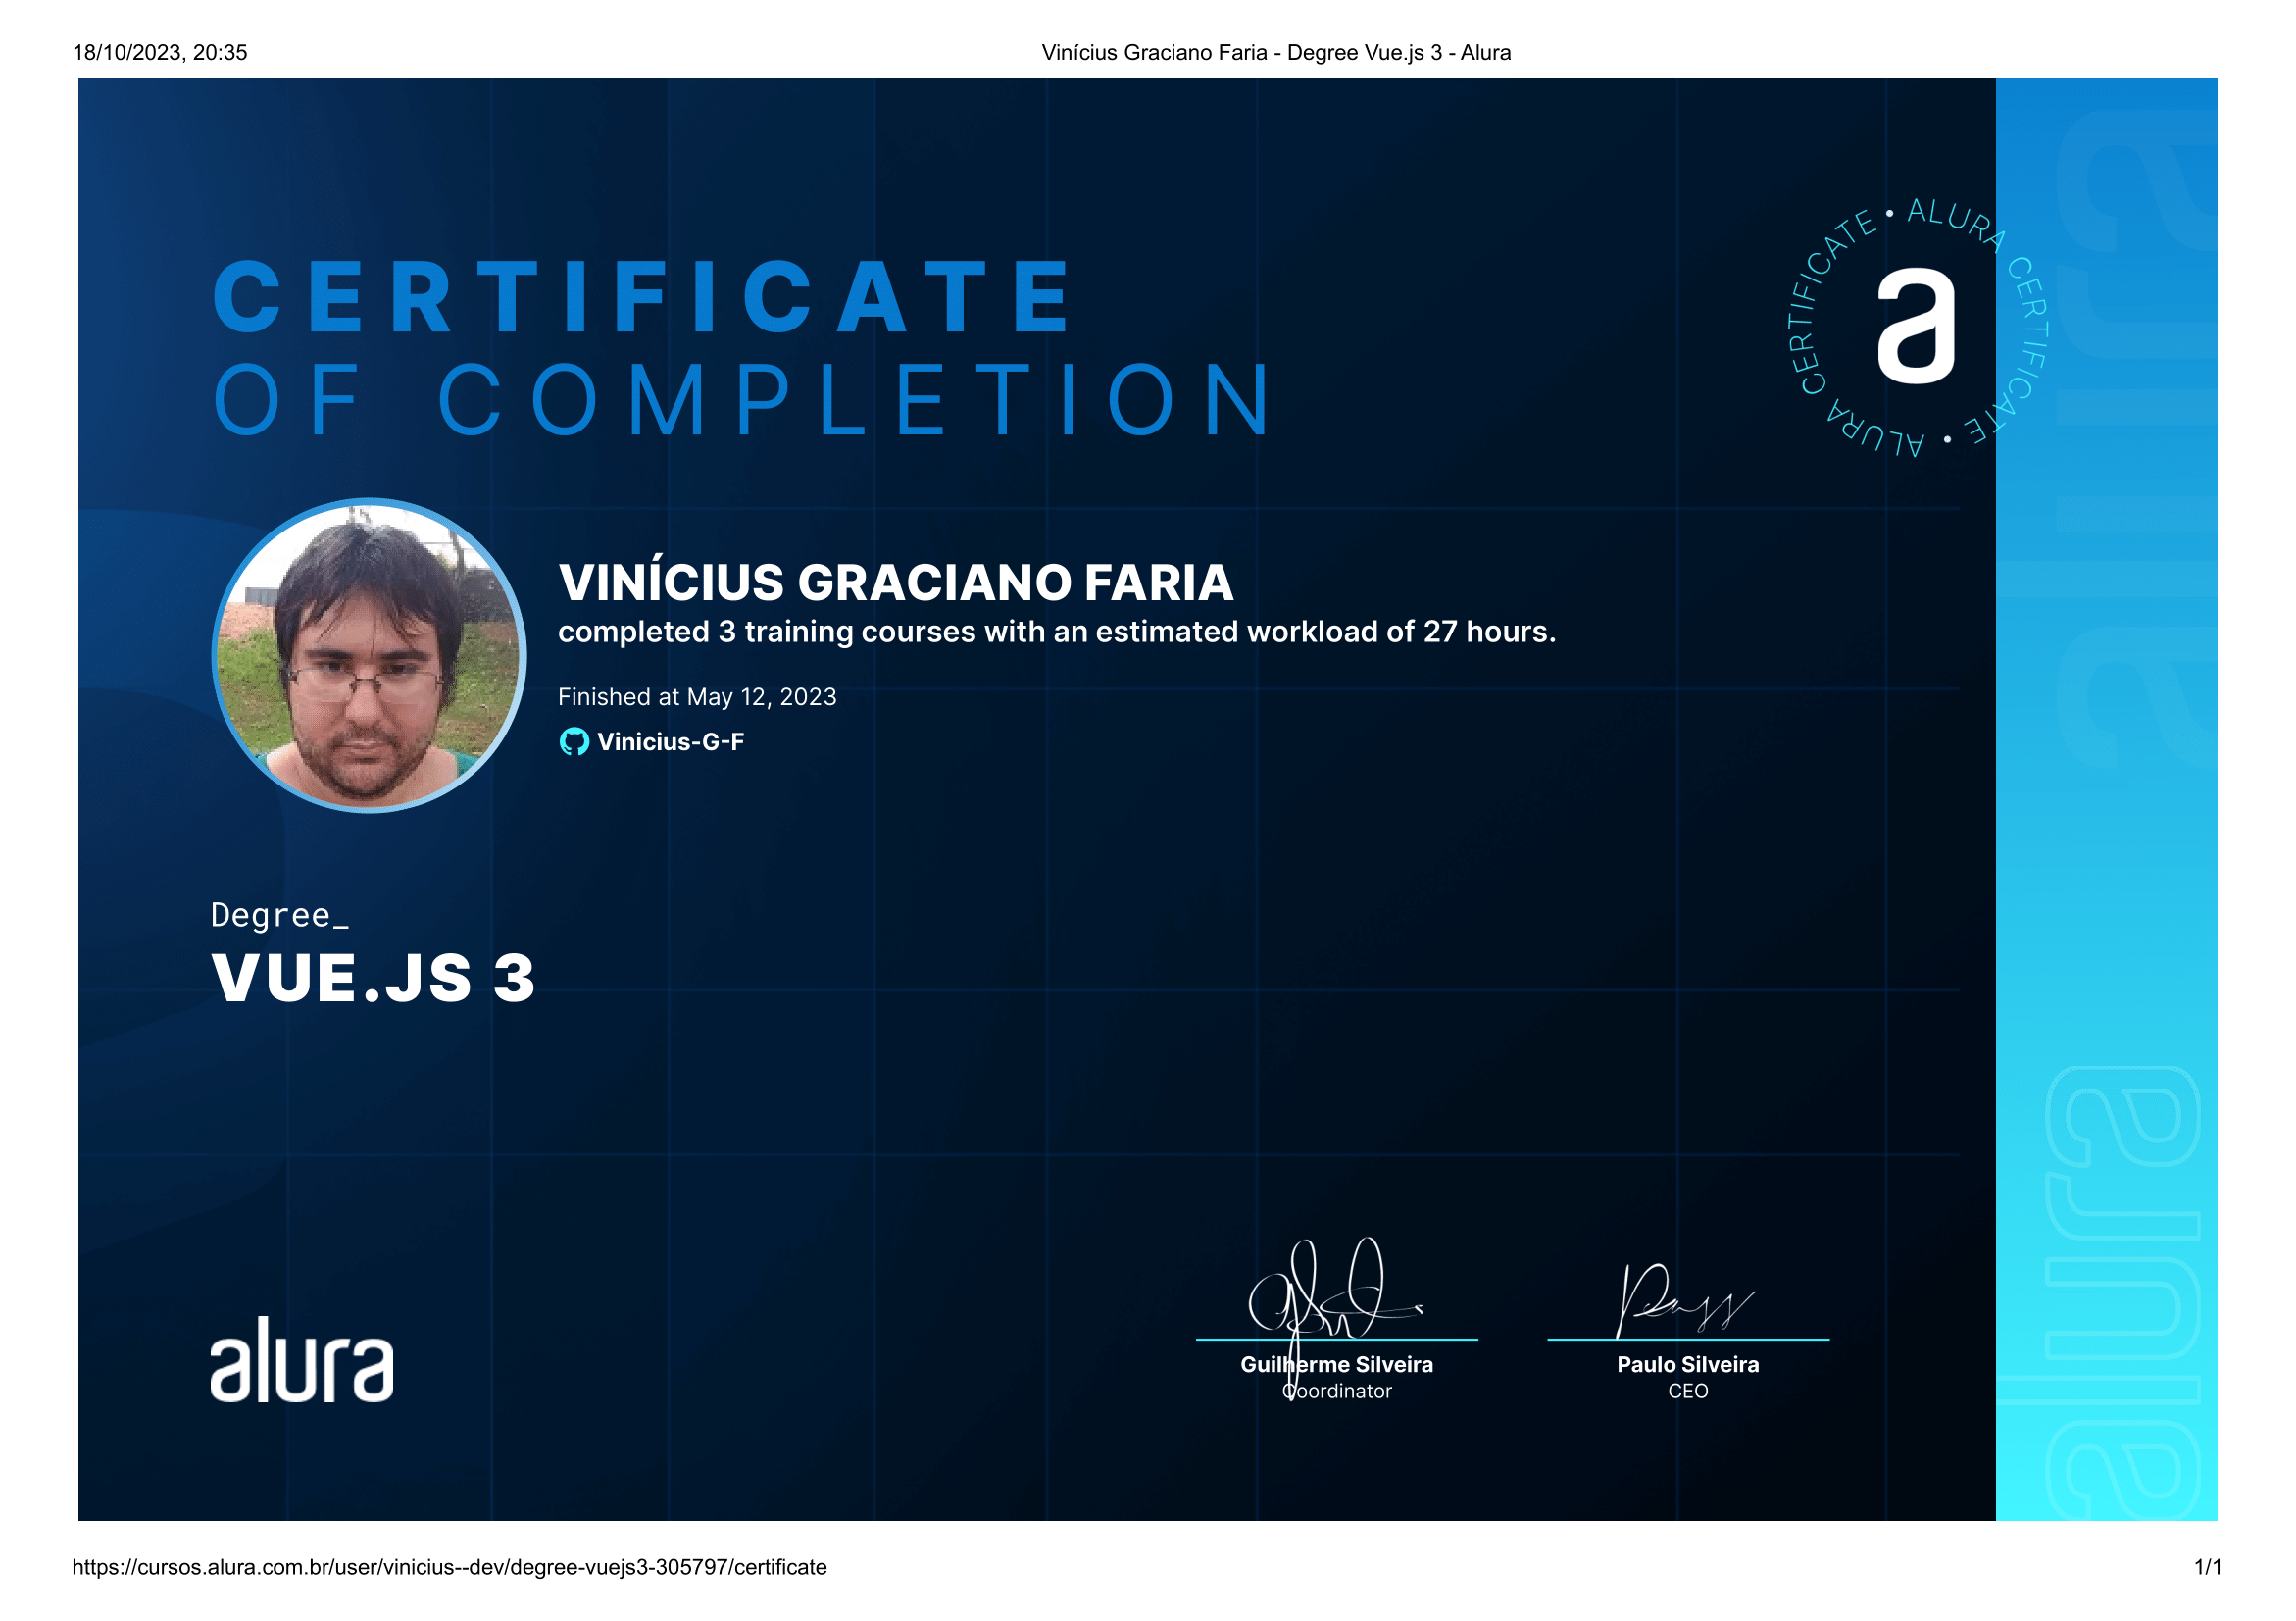 18/10/2023, 20:35
Vinícius Graciano Faria - Degree Vue.js 3 - Alura
CERTIFICATE
OF COMPLETION
ALURA CERTIFICATE • ALURA CERTIFICATE •
a
VINÍCIUS GRACIANO FARIA
completed 3 training courses with an estimated workload of 27 hours.
Finished at May 12, 2023
Vinicius-G-F
Degree_
VUE.JS 3
alura
Guilherme Silveira
Coordinator
Paulo Silveira
CEO
alura
alura
https://cursos.alura.com.br/user/vinicius--dev/degree-vuejs3-305797/certificate
1/1